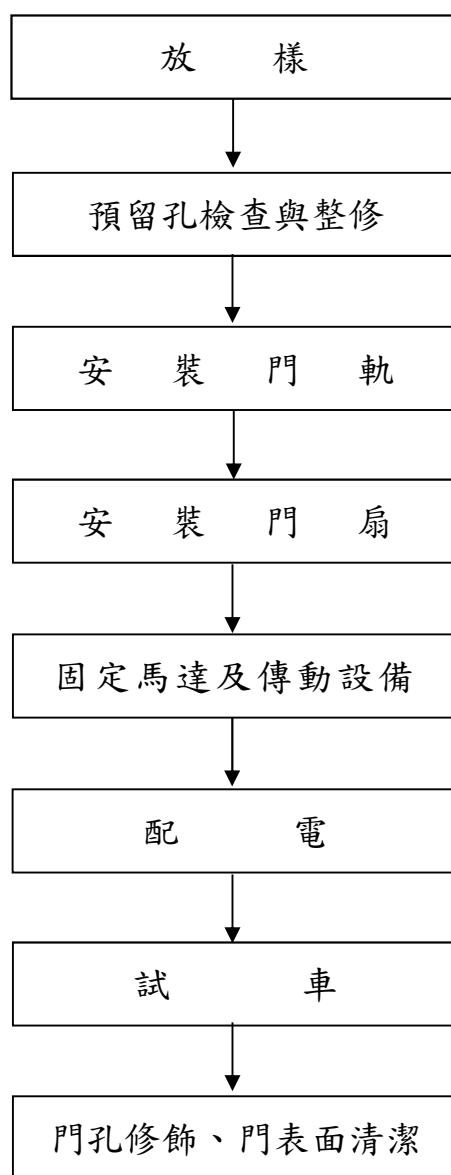 放樣
預留孔檢查與整修
安裝門軌
安裝門扇
固定馬達及傳動設備
配電
試車
門孔修飾、門表面清潔